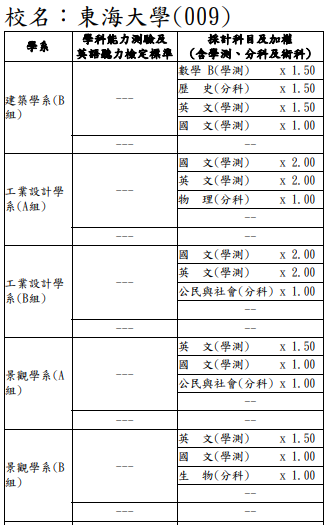 校名：東海大學(009)
學系 學科能力測驗及英語聽力檢定標準 採計科目及加權(含學測、分科及術科)
建築學系(B組) --- 數學 B(學測) x 1.50
歷 史(分科) x 1.50
英 文(學測) x 1.50
國 文(學測) x 1.00
--- --
工業設計學系(A組) --- 國 文(學測) x 2.00
英 文(學測) x 2.00
物 理(分科) x 1.00
--
--- --
工業設計學系(B組) --- 國 文(學測) x 2.00
英 文(學測) x 2.00
公民與社會(分科) x 1.00
--
--- --
景觀學系(A組) --- 英 文(學測) x 1.50
國 文(學測) x 1.00
公民與社會(分科) x 1.00
--
--- --
景觀學系(B組) --- 英 文(學測) x 1.50
國 文(學測) x 1.00
生 物(分科) x 1.00
--
--- --